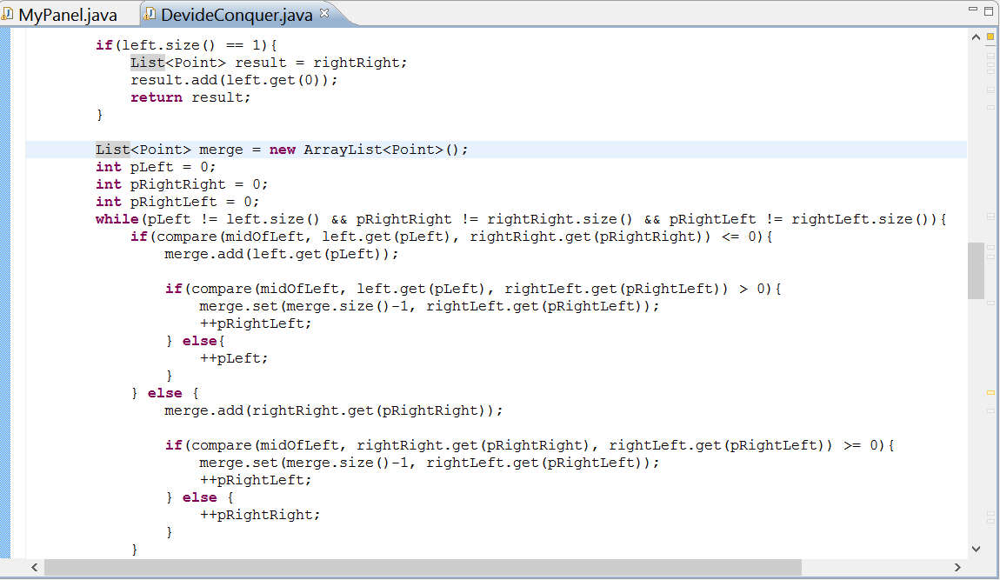 MyPanel.java DevideConquer.java
if(left.size() == 1){
List<Point> result = rightRight;
result.add(left.get(0));
return result;
}
List<Point> merge = new ArrayList<Point>();
int pLeft = 0;
int pRightRight = 0;
int pRightLeft = 0;
while(pLeft != left.size() && pRightRight != rightRight.size() && pRightLeft != rightLeft.size()){
if(compare(midOfLeft, left.get(pLeft), rightRight.get(pRightRight)) <= 0){
merge.add(left.get(pLeft));
if(compare(midOfLeft, left.get(pLeft), rightLeft.get(pRightLeft)) > 0){
merge.set(merge.size()-1, rightLeft.get(pRightLeft));
++pRightLeft;
} else{
++pLeft;
}
} else {
merge.add(rightRight.get(pRightRight));
if(compare(midOfLeft, rightRight.get(pRightRight), rightLeft.get(pRightLeft)) >= 0){
merge.set(merge.size()-1, rightLeft.get(pRightLeft));
++pRightLeft;
} else {
++pRightRight;
}
}